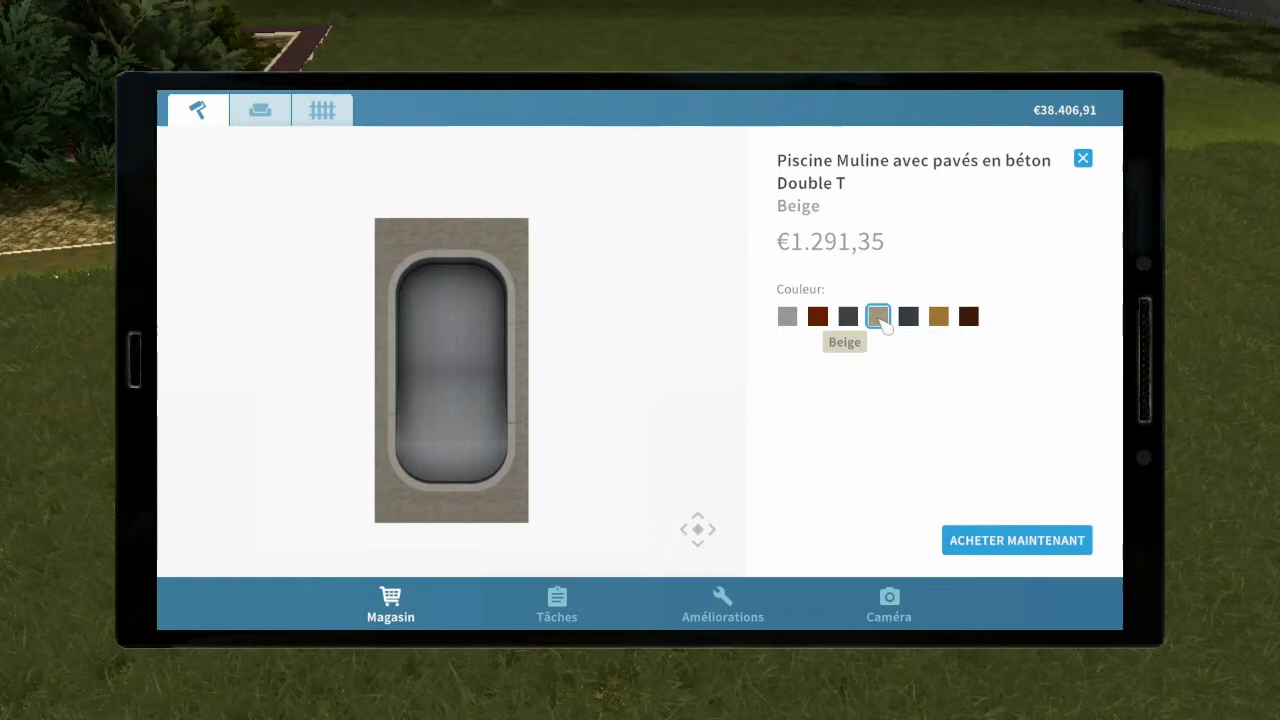 €38.406,91
Piscine Muline avec pavés en béton
Double T
Beige
€1.291,35
Couleur:
Beige
ACHETER MAINTENANT
Magasin
Tâches
Améliorations
Caméra